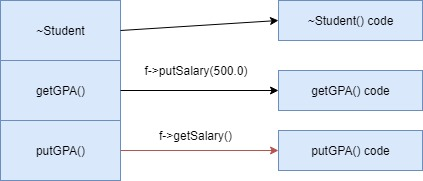 ~Student
~Student() code
f->putSalary(500.0)
getGPA()
getGPA() code
f->getSalary()
putGPA()
putGPA() code